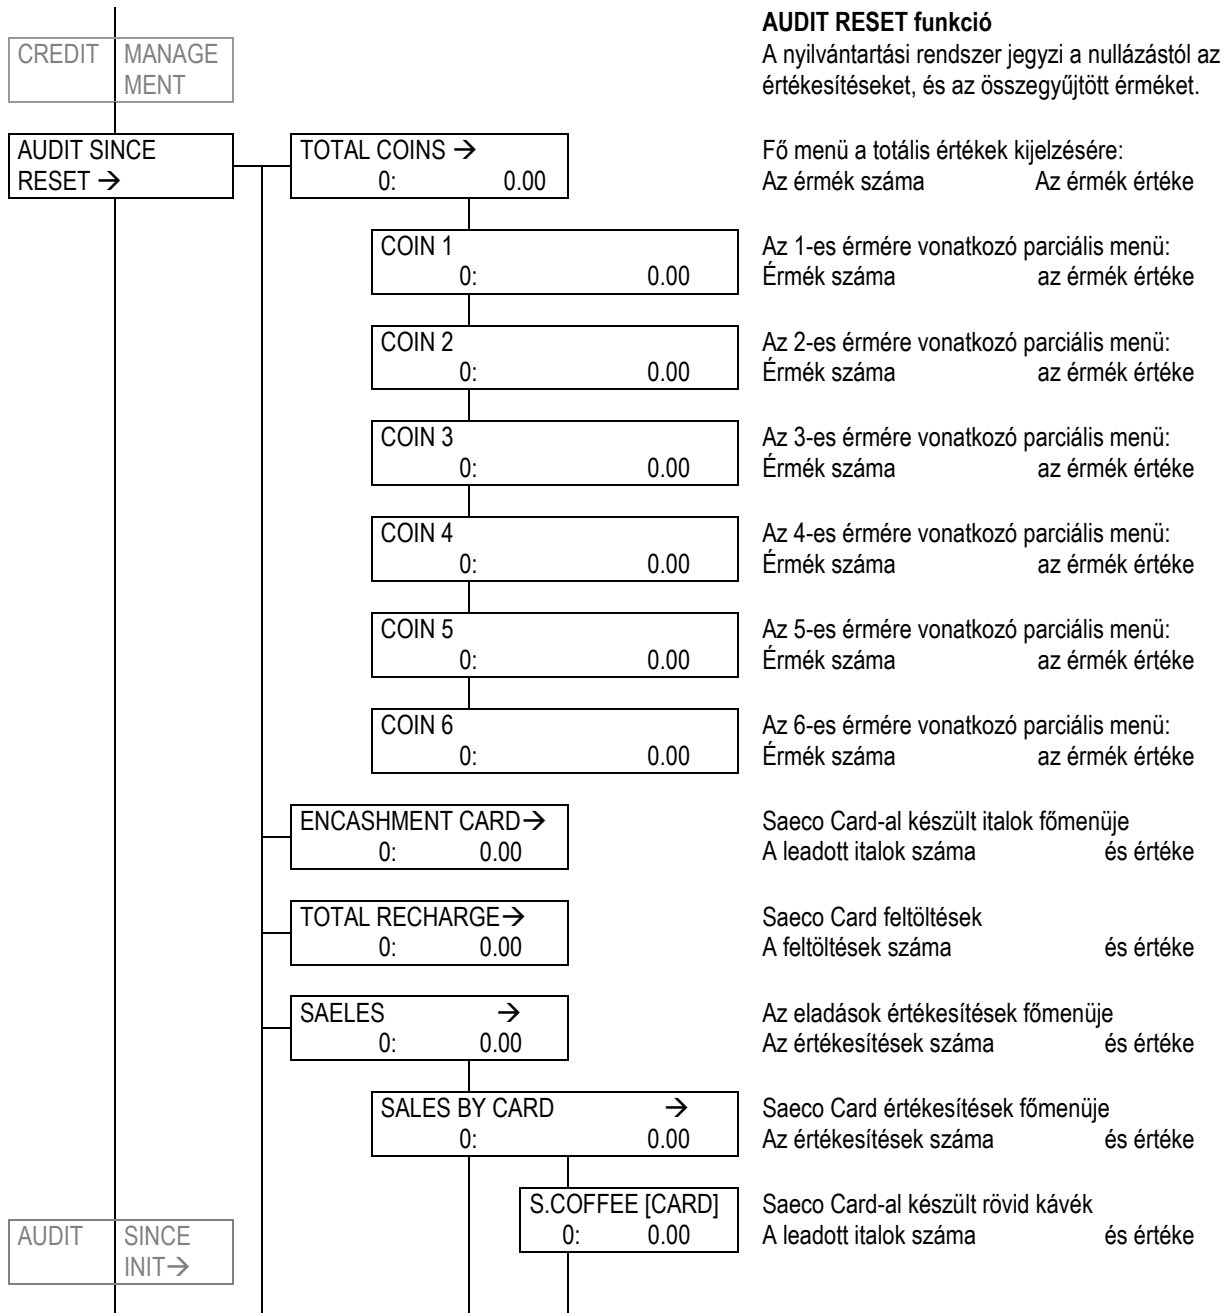 AUDIT RESET funkció
CREDIT MANAGE
MENT
A nyilvántartási rendszer jegyzi a nullázástól az
értékesítéseket, és az összegyűjtött érméket.
AUDIT SINCE
RESET →
TOTAL COINS →
0: 0.00
Fő menü a totális értékek kijelzésére:
Az érmék száma Az érmék értéke
COIN 1
0: 0.00
Az 1-es érmére vonatkozó parciális menü:
Érmék száma az érmék értéke
COIN 2
0: 0.00
Az 2-es érmére vonatkozó parciális menü:
Érmék száma az érmék értéke
COIN 3
0: 0.00
Az 3-es érmére vonatkozó parciális menü:
Érmék száma az érmék értéke
COIN 4
0: 0.00
Az 4-es érmére vonatkozó parciális menü:
Érmék száma az érmék értéke
COIN 5
0: 0.00
Az 5-es érmére vonatkozó parciális menü:
Érmék száma az érmék értéke
COIN 6
0: 0.00
Az 6-es érmére vonatkozó parciális menü:
Érmék száma az érmék értéke
ENCASHMENT CARD→
0: 0.00
Saeco Card-al készült italok főmenüje
A leadott italok száma és értéke
TOTAL RECHARGE→
0: 0.00
Saeco Card feltöltések
A feltöltések száma és értéke
SAELES →
0: 0.00
Az eladások értékesítések főmenüje
Az értékesítések száma és értéke
SALES BY CARD →
0: 0.00
Saeco Card értékesítések főmenüje
Az értékesítések száma és értéke
S.COFFEE [CARD]
0: 0.00
Saeco Card-al készült rövid kávék
A leadott italok száma és értéke
AUDIT SINCE
INIT→